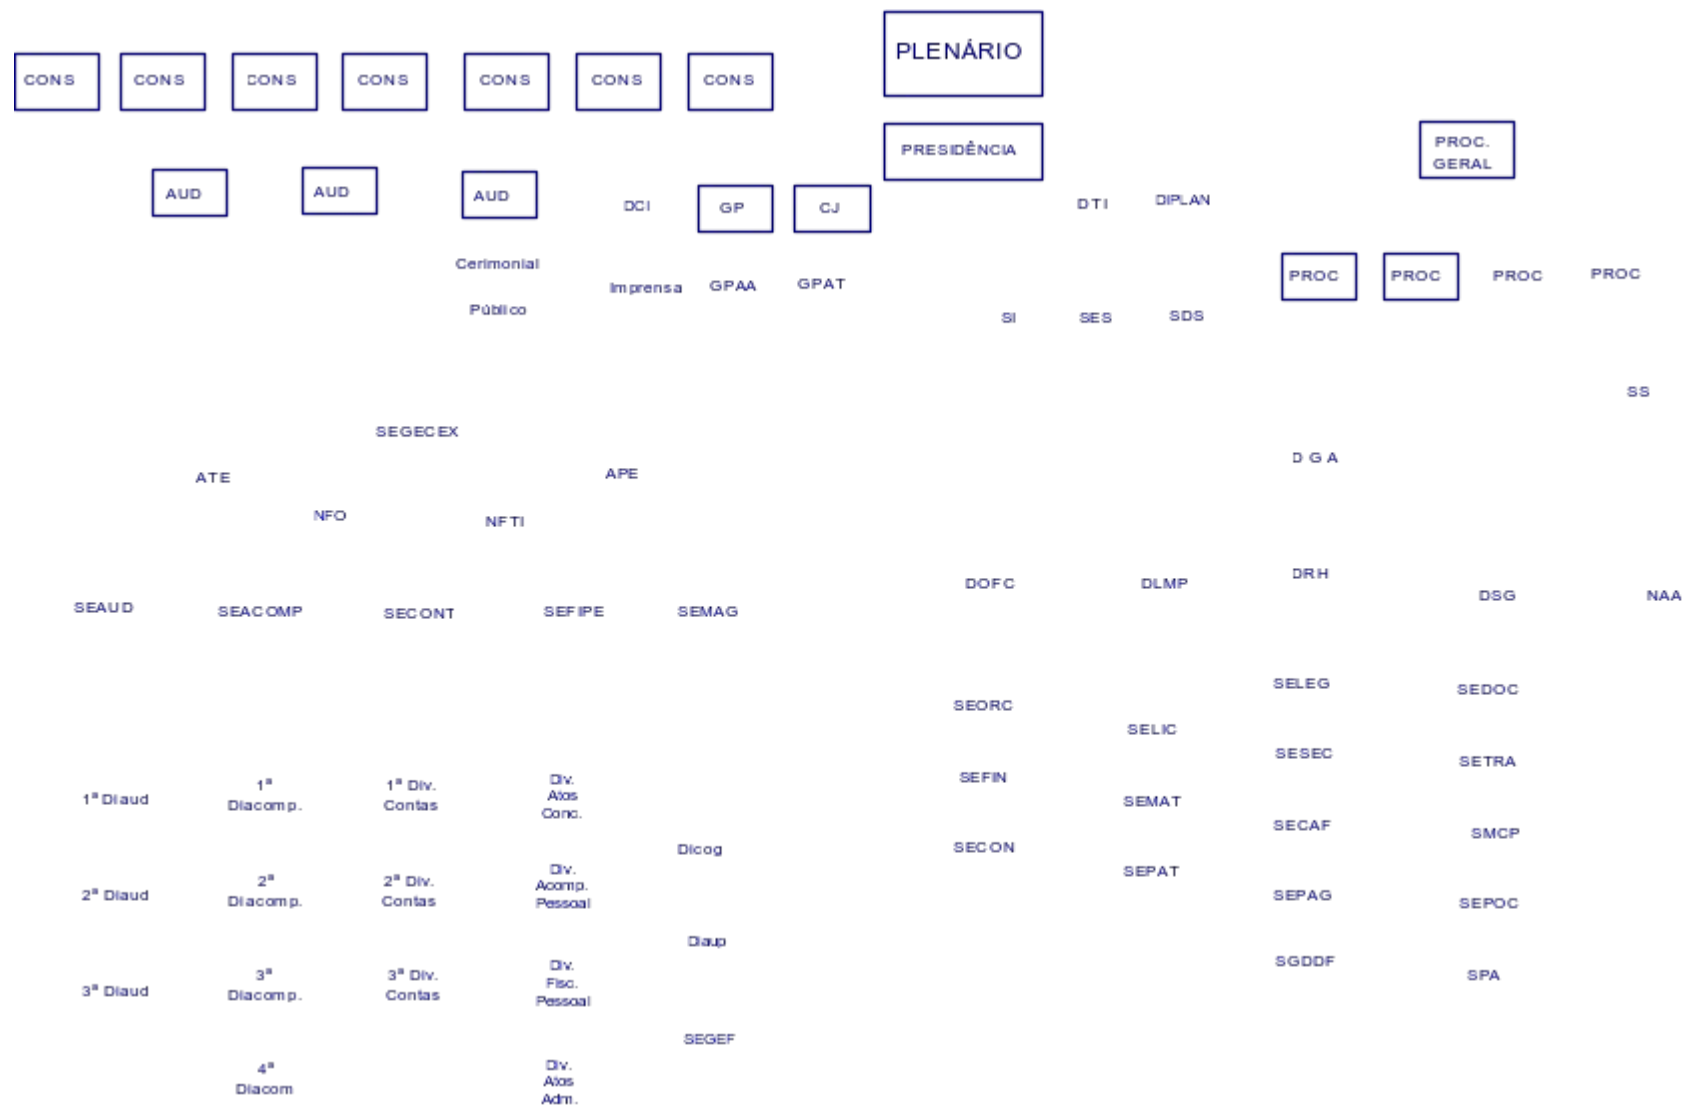 PLENÁRIO
CONS CONS CONS CONS CONS CONS CONS
PRESIDÊNCIA
PROC.
GERAL
AUD AUD AUD
DCI GP CJ
DTI DIPLAN
Cerimonial
Público
Imprensa GPAA GPAT
PROC PROC PROC PROC
SI SES SDS
SS
SEGECEX
DGA
ATE APE
NFO NFTI
DOFC DLMP DRH DSG NAA
SEAUD SEACOMP SECONT SEFIPE SEMAG
SEORC
SEFIN
SECON
SELIC
SEMAT
SEPAT
SELEG
SESEC
SECAF
SEPAG
SGDDF
SEDOC
SETRA
SMCP
SEPOC
SPA
1ª Diaud
2ª Diaud
3ª Diaud
1ª
Diacomp.
2ª
Diacomp.
3ª
Diacomp.
4ª
Diacom
1ª Div.
Contas
2ª Div.
Contas
3ª Div.
Contas
Div.
Atos
Conc.
Div.
Acomp.
Pessoal
Div.
Fisc.
Pessoal
Div.
Atos
Adm.
Dicog
Diaup
SEGEF